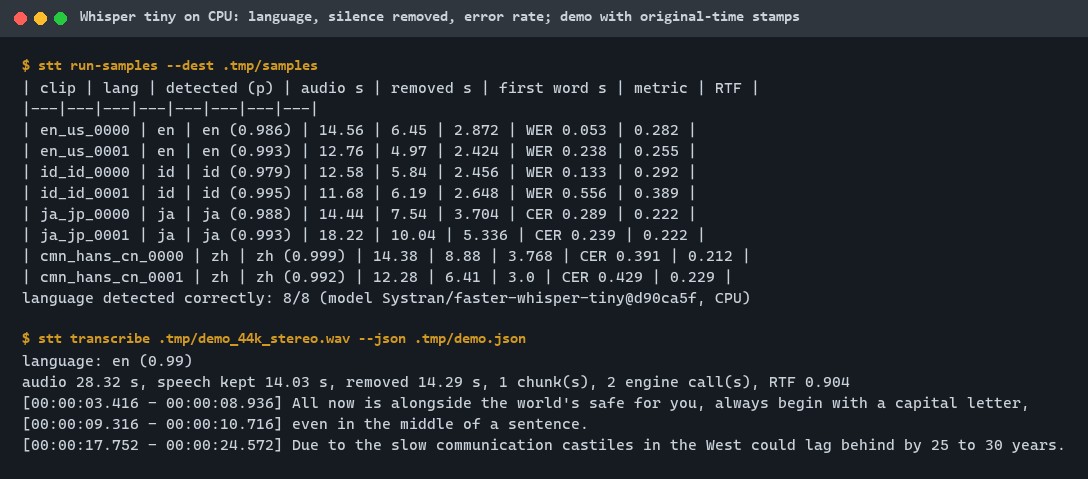 Whisper tiny on CPU: language, silence removed, error rate; demo with original-time stamps
$ stt run-samples --dest .tmp/samples
| clip | lang | detected (p) | audio s | removed s | first word s | metric | RTF |
|---|---|---|---|---|---|---|---|
| en_us_0000 | en | en (0.986) | 14.56 | 6.45 | 2.872 | WER 0.053 | 0.282 |
| en_us_0001 | en | en (0.993) | 12.76 | 4.97 | 2.424 | WER 0.238 | 0.255 |
| id_id_0000 | id | id (0.979) | 12.58 | 5.84 | 2.456 | WER 0.133 | 0.292 |
| id_id_0001 | id | id (0.995) | 11.68 | 6.19 | 2.648 | WER 0.556 | 0.389 |
| ja_jp_0000 | ja | ja (0.988) | 14.44 | 7.54 | 3.704 | CER 0.289 | 0.222 |
| ja_jp_0001 | ja | ja (0.993) | 18.22 | 10.04 | 5.336 | CER 0.239 | 0.222 |
| cmn_hans_cn_0000 | zh | zh (0.999) | 14.38 | 8.88 | 3.768 | CER 0.391 | 0.212 |
| cmn_hans_cn_0001 | zh | zh (0.992) | 12.28 | 6.41 | 3.0 | CER 0.429 | 0.229 |
language detected correctly: 8/8 (model Systran/faster-whisper-tiny@d90ca5f, CPU)
$ stt transcribe .tmp/demo_44k_stereo.wav --json .tmp/demo.json
language: en (0.99)
audio 28.32 s, speech kept 14.03 s, removed 14.29 s, 1 chunk(s), 2 engine call(s), RTF 0.904
[00:00:03.416 – 00:00:08.936] All now is alongside the world's safe for you, always begin with a capital letter,
[00:00:09.316 – 00:00:10.716] even in the middle of a sentence.
[00:00:17.752 – 00:00:24.572] Due to the slow communication castiles in the West could lag behind by 25 to 30 years.